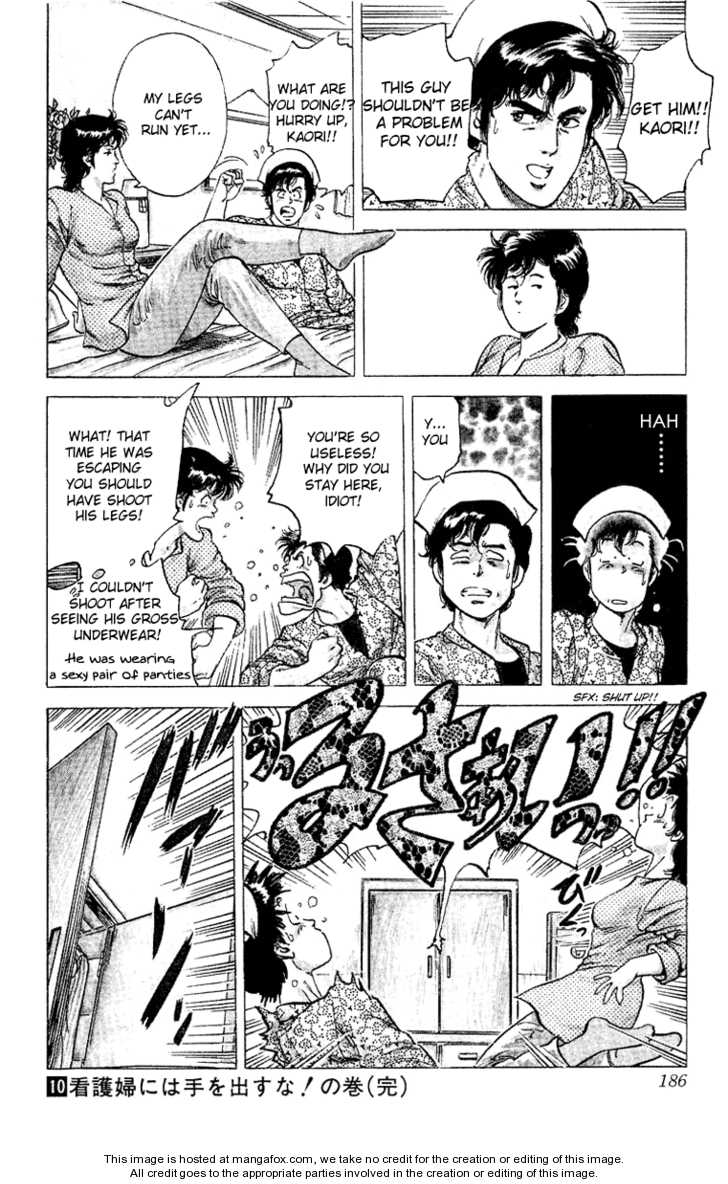 GET HIM!!
KAORI!!
THIS GUY
SHOULDN'T BE
A PROBLEM
FOR YOU!!
WHAT ARE
YOU DOING!?
HURRY UP,
KAORI!!
MY LEGS
CAN'T
RUN YET...
HAH
......
Y...
YOU
YOU'RE SO
USELESS!
WHY DID YOU
STAY HERE,
IDIOT!
WHAT! THAT
TIME HE WAS
ESCAPING
YOU SHOULD
HAVE SHOOT
HIS LEGS!
I COULDN'T
SHOOT AFTER
SEEING HIS GROSS
UNDERWEAR!
He was wearing
a sexy pair of panties
SFX: SHUT UP!!
うるさあいっ!!
びくっ
10 看護婦には手を出すな!の巻(完)
186
This image is hosted at mangafox.com, we take no credit for the creation or editing of this image.
All credit goes to the appropriate parties involved in the creation or editing of this image.